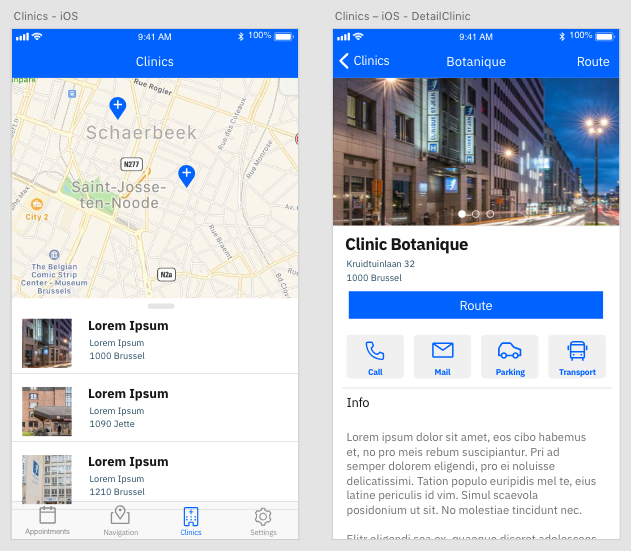 Clinics - iOS
9:41 AM
100%
Clinics
npark
Rue Rogier
Schaerbeek
Rue des Coteaux
Rue Monrose
N277
Saint-Josse-
ten-Noode
City 2
Rue Braemt
The Belgian
Comic Strip
Center - Museum
Brussels
N2a
Lorem Ipsum
Lorem Ipsum
1000 Brussel
Lorem Ipsum
Lorem Ipsum
1090 Jette
Lorem Ipsum
Lorem Ipsum
1210 Brussel
Appointments
Navigation
Clinics
Settings
Clinics – iOS - DetailClinic
9:41 AM
100%
Clinics
Botanique
Route
Clinic Botanique
Kruidtuinlaan 32
1000 Brussel
Route
Call
Mail
Parking
Transport
Info
Lorem ipsum dolor sit amet, eos cibo habemus
et, no pro meis rebum suscipiantur. Pri ad
semper dolorem eligendi, pro ei noluisse
delicatissimi. Tation populo euripidis mel te, eius
latine periculis id vim. Simul scaevola
posidonium ut sit. No molestiae tincidunt nec.